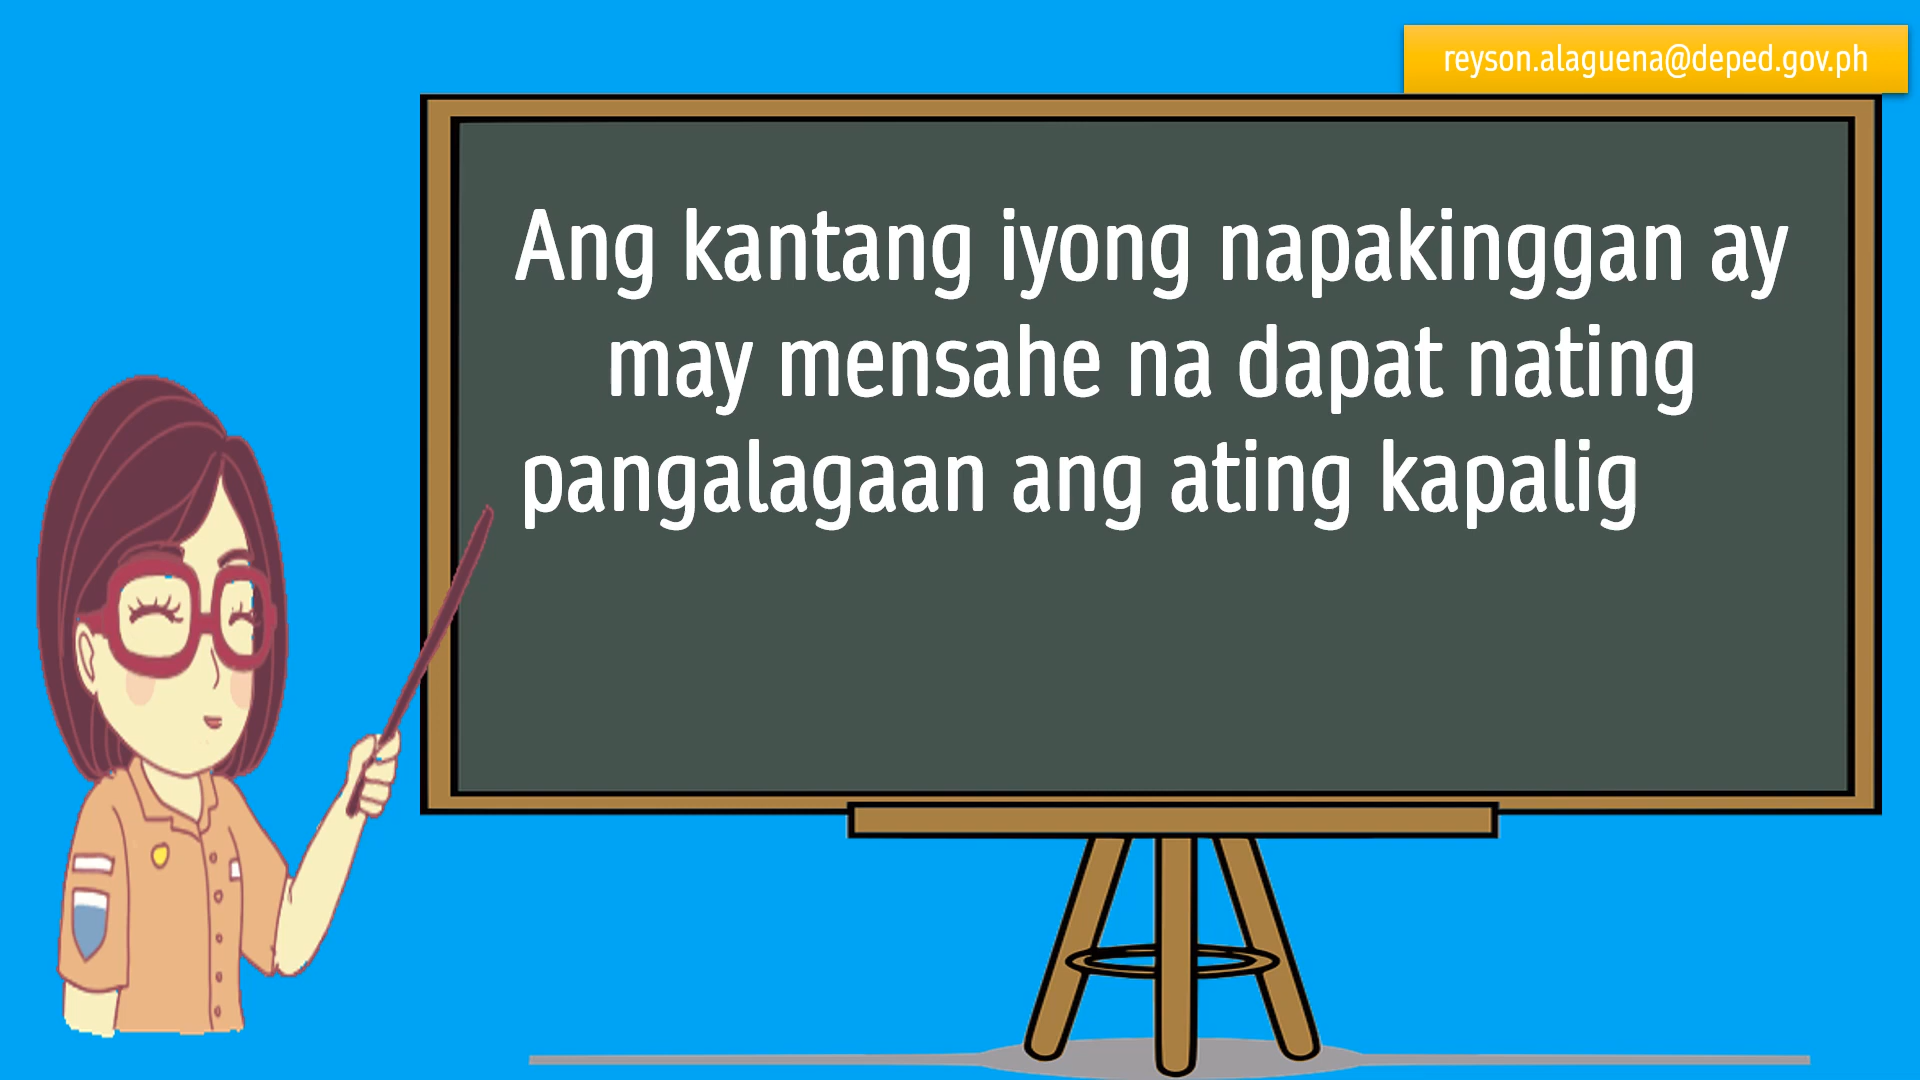 reyson.alaguena@deped.gov.ph
Ang kantang iyong napakinggan ay
may mensahe na dapat nating
pangalagaan ang ating kapalig